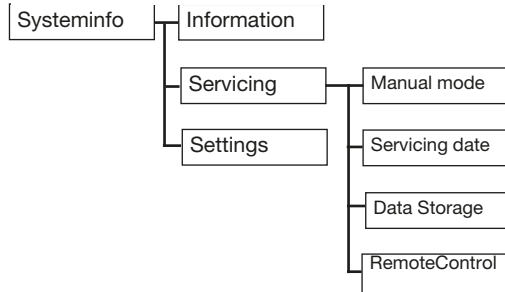 Systeminfo
Information
Servicing
Manual mode
Settings
Servicing date
Data Storage
RemoteControl